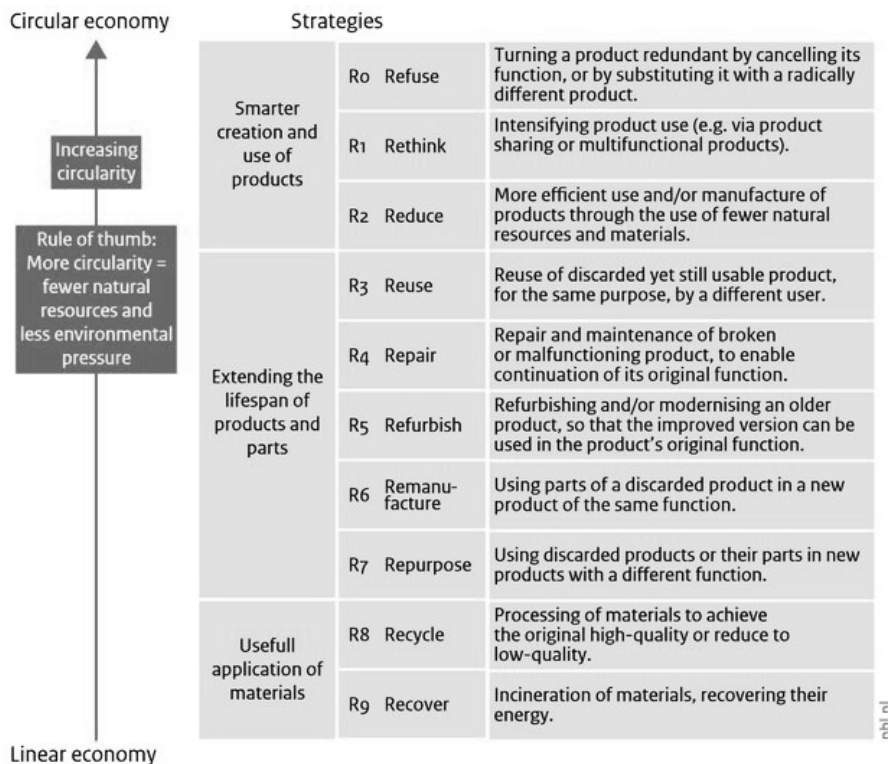 Circular economy
Strategies
Increasing
circularity
Rule of thumb:
More circularity =
fewer natural
resources and
less environmental
pressure
Linear economy
Smarter
creation and
use of
products
R0 Refuse
Turning a product redundant by cancelling its
function, or by substituting it with a radically
different product.
R1 Rethink
Intensifying product use (e.g. via product
sharing or multifunctional products).
R2 Reduce
More efficient use and/or manufacture of
products through the use of fewer natural
resources and materials.
Extending the
lifespan of
products and
parts
R3 Reuse
Reuse of discarded yet still usable product,
for the same purpose, by a different user.
R4 Repair
Repair and maintenance of broken
or malfunctioning product, to enable
continuation of its original function.
R5 Refurbish
Refurbishing and/or modernising an older
product, so that the improved version can be
used in the product's original function.
R6 Remanu-
facture
Using parts of a discarded product in a new
product of the same function.
R7 Repurpose
Using discarded products or their parts in new
products with a different function.
Usefull
application of
materials
R8 Recycle
Processing of materials to achieve
the original high-quality or reduce to
low-quality.
R9 Recover
Incineration of materials, recovering their
energy.
pbl.nl